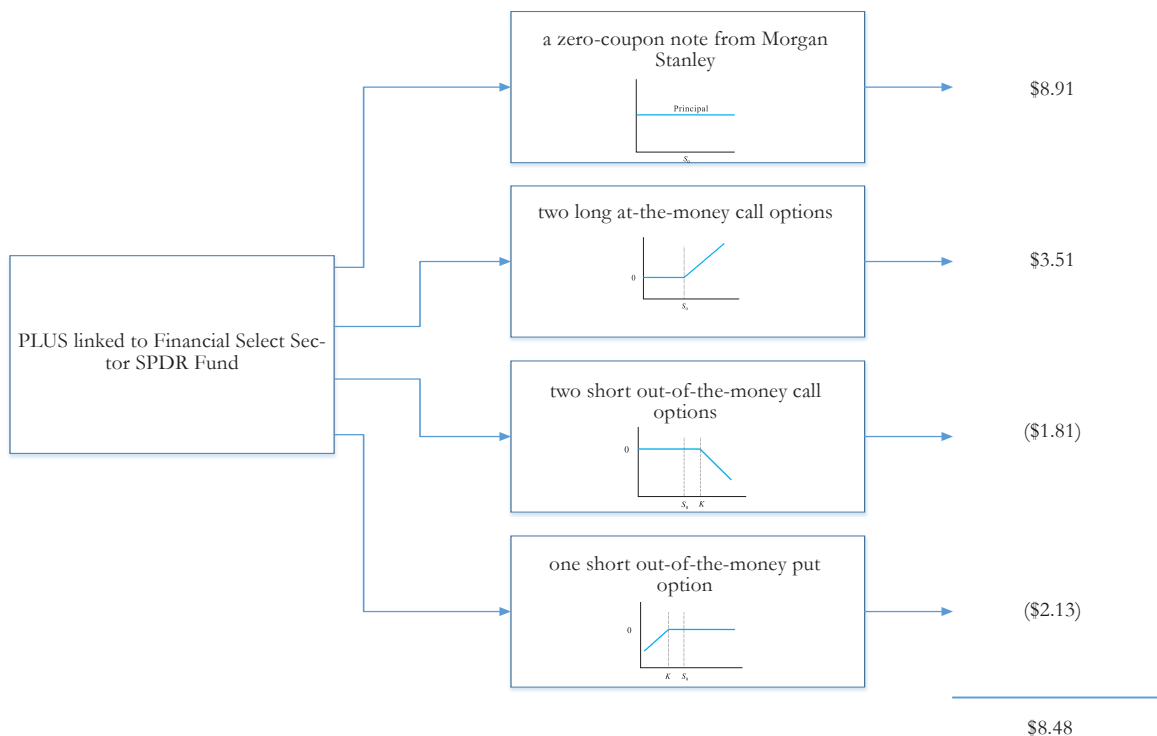 a zero-coupon note from Morgan
Stanley
Principal
S₀
$8.91
two long at-the-money call options
0
S₀
$3.51
PLUS linked to Financial Select Sec-
tor SPDR Fund
two short out-of-the-money call
options
0
S₀ K
($1.81)
one short out-of-the-money put
option
0
K S₀
($2.13)
$8.48